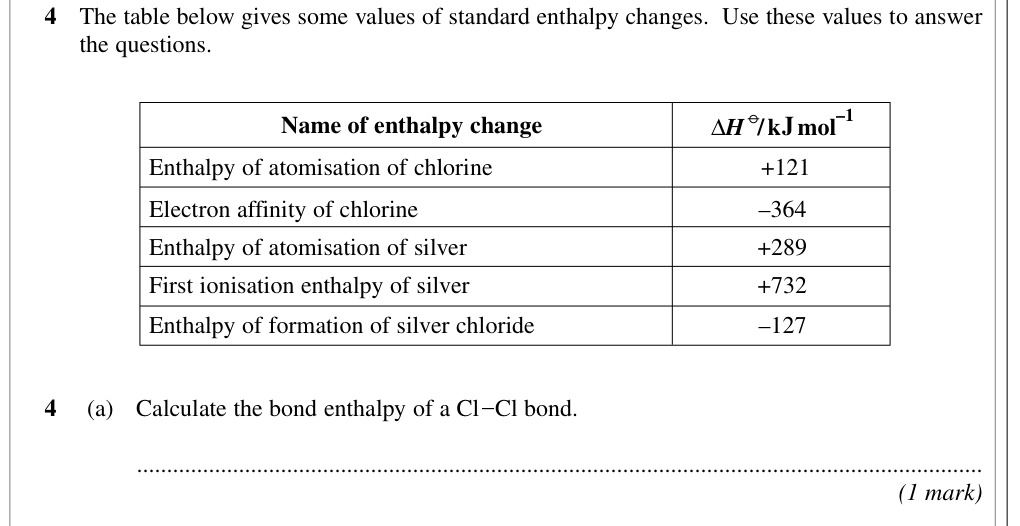 4 The table below gives some values of standard enthalpy changes. Use these values to answer
the questions.
Name of enthalpy change ΔH⦵/kJ mol⁻¹
Enthalpy of atomisation of chlorine +121
Electron affinity of chlorine –364
Enthalpy of atomisation of silver +289
First ionisation enthalpy of silver +732
Enthalpy of formation of silver chloride –127
4 (a) Calculate the bond enthalpy of a Cl−Cl bond.
(1 mark)